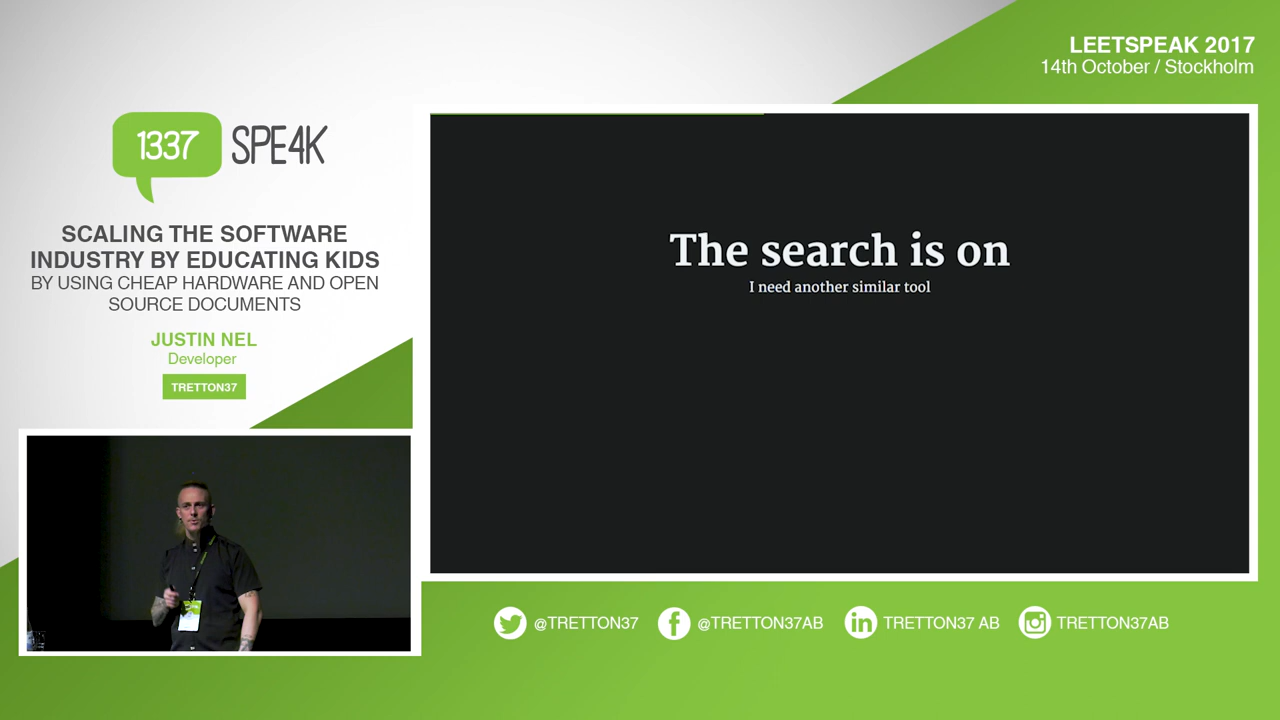 LEETSPEAK 2017
14th October / Stockholm
1337 SPE4K
SCALING THE SOFTWARE
INDUSTRY BY EDUCATING KIDS
BY USING CHEAP HARDWARE AND OPEN
SOURCE DOCUMENTS
JUSTIN NEL
Developer
TRETTON37
The search is on
I need another similar tool
@TRETTON37
@TRETTON37AB
TRETTON37 AB
TRETTON37AB